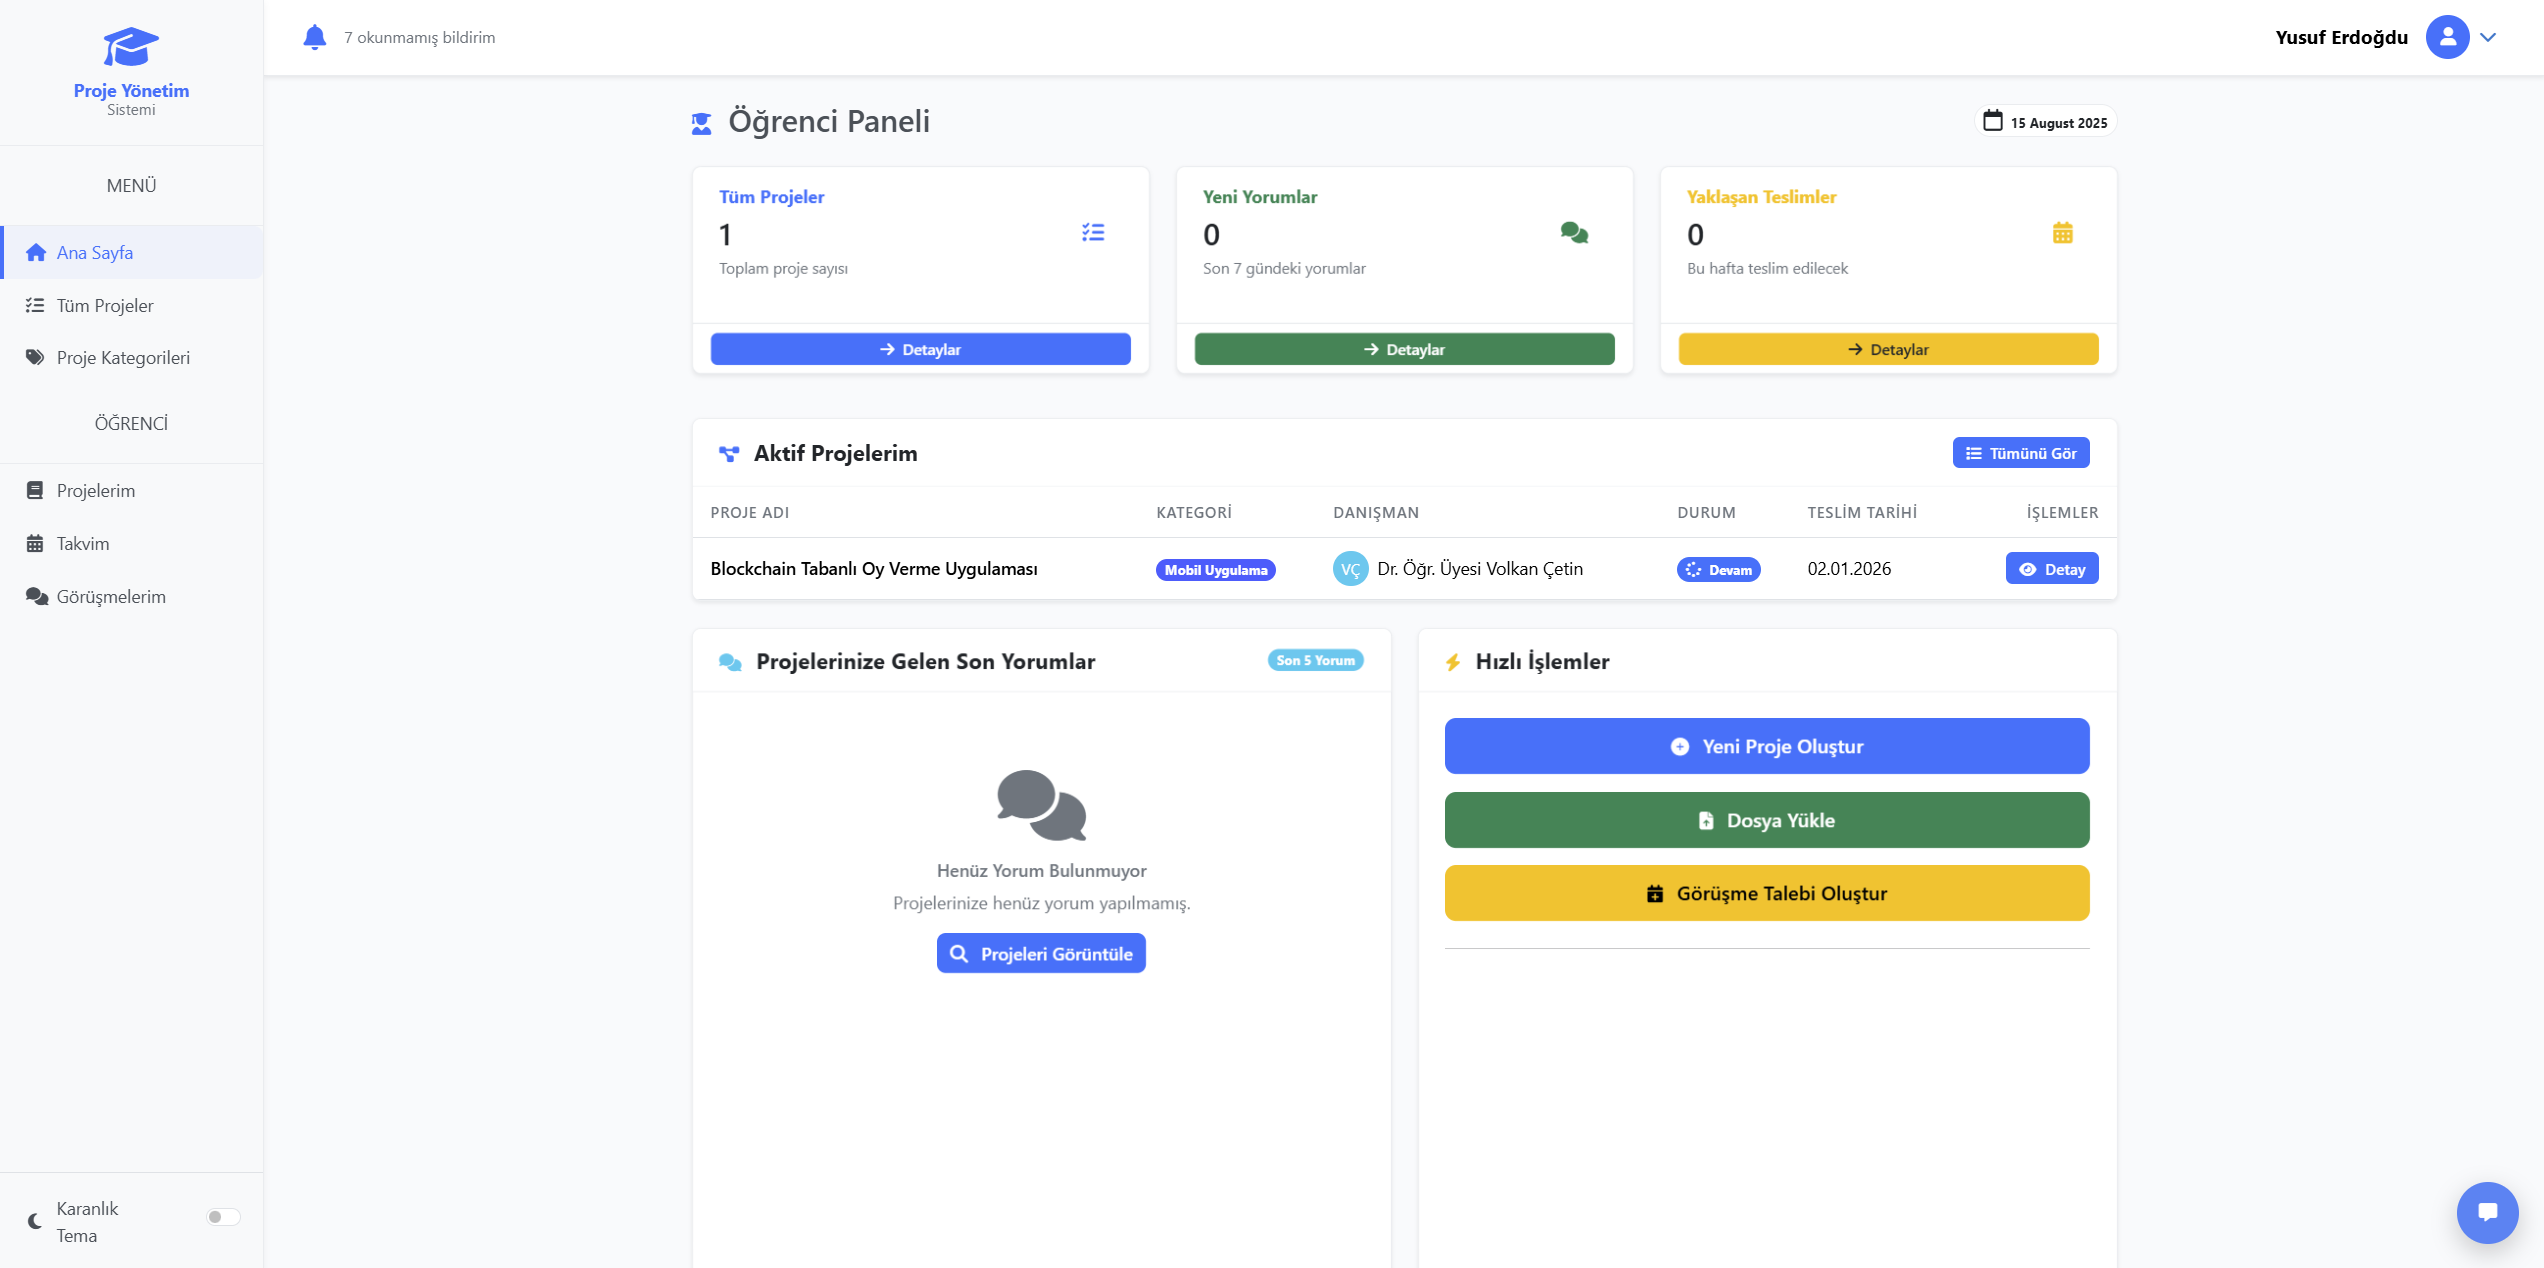 Proje Yönetim
Sistemi
MENÜ
Ana Sayfa
Tüm Projeler
Proje Kategorileri
ÖĞRENCİ
Projelerim
Takvim
Görüşmelerim
Karanlık
Tema
7 okunmamış bildirim
Yusuf Erdoğdu
Öğrenci Paneli
15 August 2025
Tüm Projeler
1
Toplam proje sayısı
Detaylar
Yeni Yorumlar
0
Son 7 gündeki yorumlar
Detaylar
Yaklaşan Teslimler
0
Bu hafta teslim edilecek
Detaylar
Aktif Projelerim
Tümünü Gör
PROJE ADI KATEGORİ DANIŞMAN DURUM TESLİM TARİHİ İŞLEMLER
Blockchain Tabanlı Oy Verme Uygulaması Mobil Uygulama VÇ Dr. Öğr. Üyesi Volkan Çetin Devam 02.01.2026 Detay
Projelerinize Gelen Son Yorumlar
Son 5 Yorum
Henüz Yorum Bulunmuyor
Projelerinize henüz yorum yapılmamış.
Projeleri Görüntüle
Hızlı İşlemler
Yeni Proje Oluştur
Dosya Yükle
Görüşme Talebi Oluştur